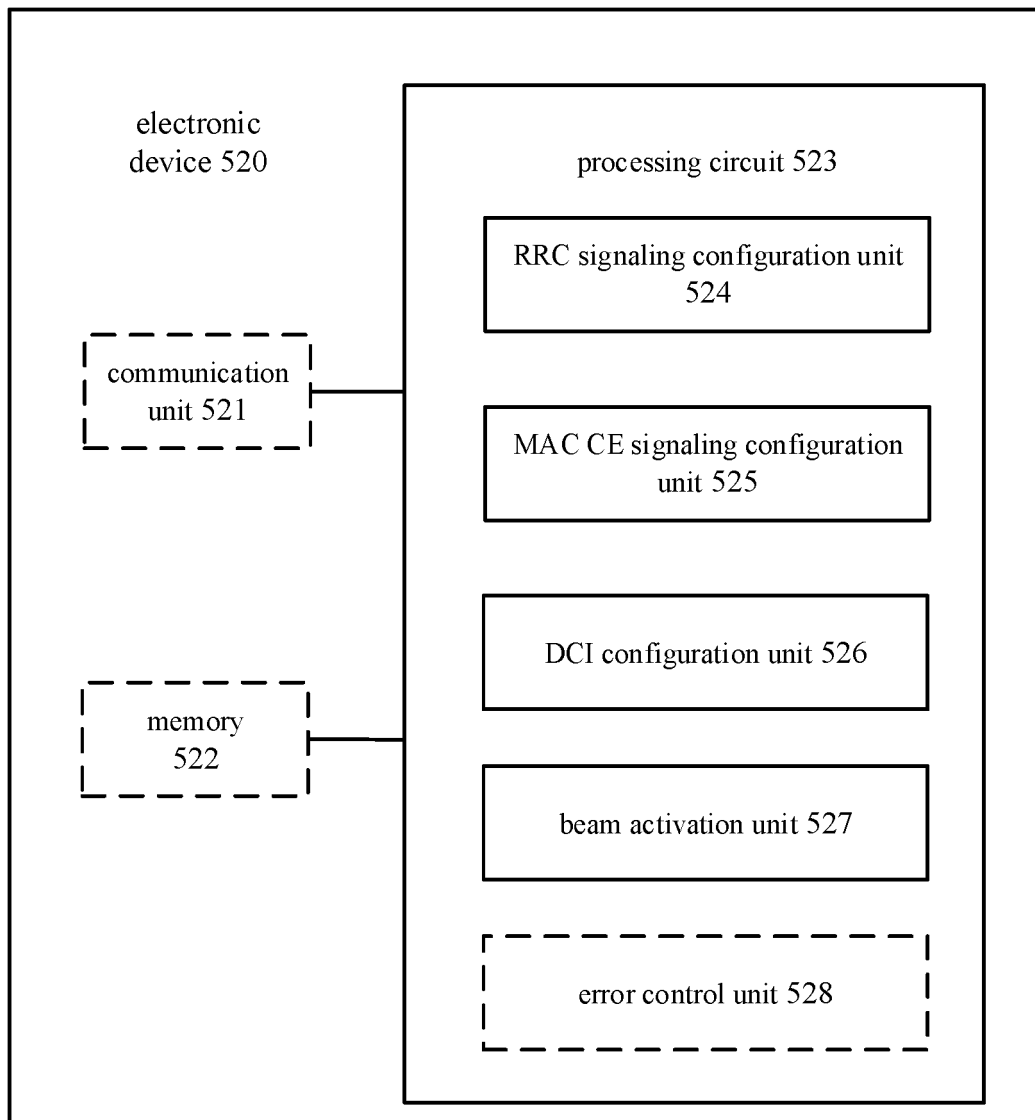 electronic
device 520
processing circuit 523
RRC signaling configuration unit
524
communication
unit 521
MAC CE signaling configuration
unit 525
DCI configuration unit 526
memory
522
beam activation unit 527
error control unit 528